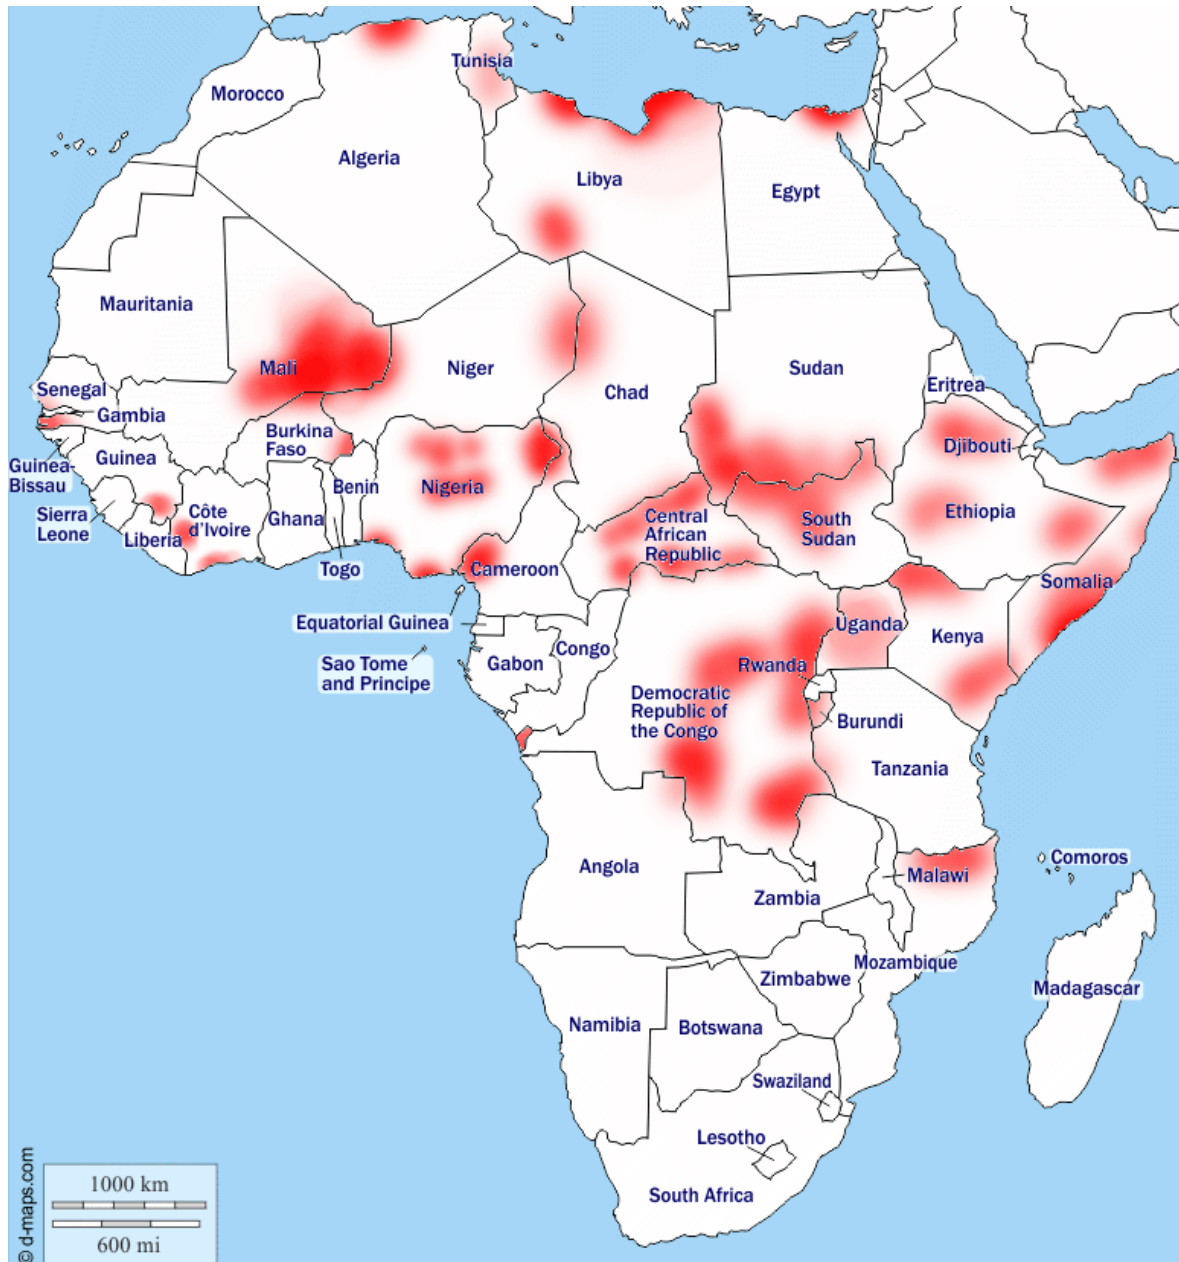 Tunisia
Morocco
Algeria
Libya
Egypt
Mauritania
Mali
Niger
Chad
Sudan
Eritrea
Senegal
Gambia
Burkina
Faso
Djibouti
Guinea-
Bissau
Guinea
Benin
Nigeria
Sierra
Leone
Liberia
Côte
d'Ivoire
Ghana
Togo
Cameroon
Central
African
Republic
South
Sudan
Ethiopia
Somalia
Equatorial Guinea
Sao Tome
and Principe
Gabon
Congo
Uganda
Kenya
Rwanda
Democratic
Republic of
the Congo
Burundi
Tanzania
Angola
Zambia
Malawi
Comoros
Mozambique
Zimbabwe
Madagascar
Namibia
Botswana
Swaziland
Lesotho
South Africa
1000 km
600 mi
© d-maps.com